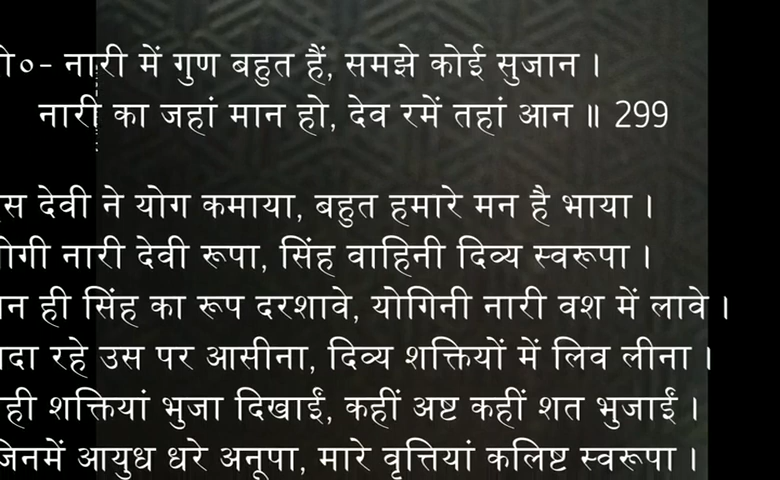 नारी में गुण बहुत हैं, समझे कोई सुजान ।
नारी का जहां मान हो, देव रमें तहां आन ॥ 299
देवी ने योग कमाया, बहुत हमारे मन है भाया ।
नारी देवी रूपा, सिंह वाहिनी दिव्य स्वरूपा ।
ही सिंह का रूप दरशावे, योगिनी नारी वश में लावे ।
रहे उस पर आसीना, दिव्य शक्तियों में लिव लीना ।
ही शक्तियां भुजा दिखाईं, कहीं अष्ट कहीं शत भुजाईं ।
जिनमें आयुध धरे अनूपा, मारे वृत्तियां कलिष्ट स्वरूपा ।